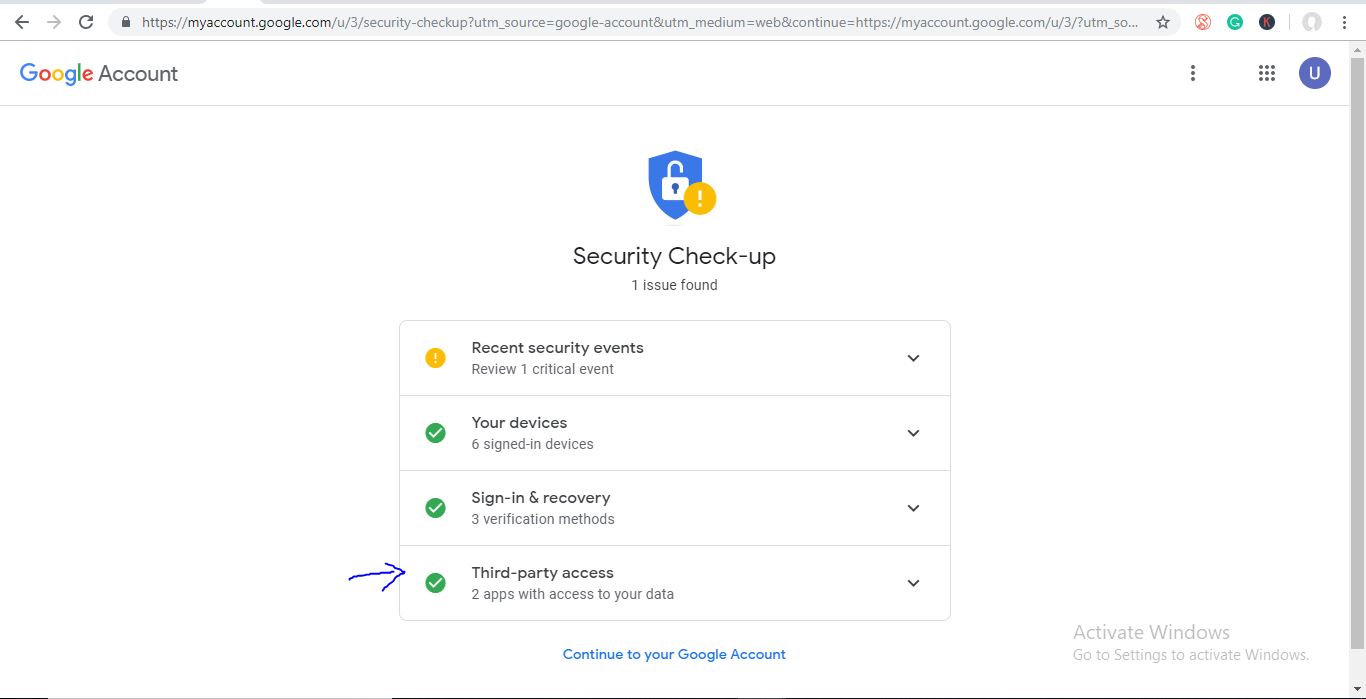 https://myaccount.google.com/u/3/security-checkup?utm_source=google-account&utm_medium=web&continue=https://myaccount.google.com/u/3/?utm_so...
K
Google Account
U
Security Check-up
1 issue found
Recent security events
Review 1 critical event
Your devices
6 signed-in devices
Sign-in & recovery
3 verification methods
Third-party access
2 apps with access to your data
Continue to your Google Account
Activate Windows
Go to Settings to activate Windows.